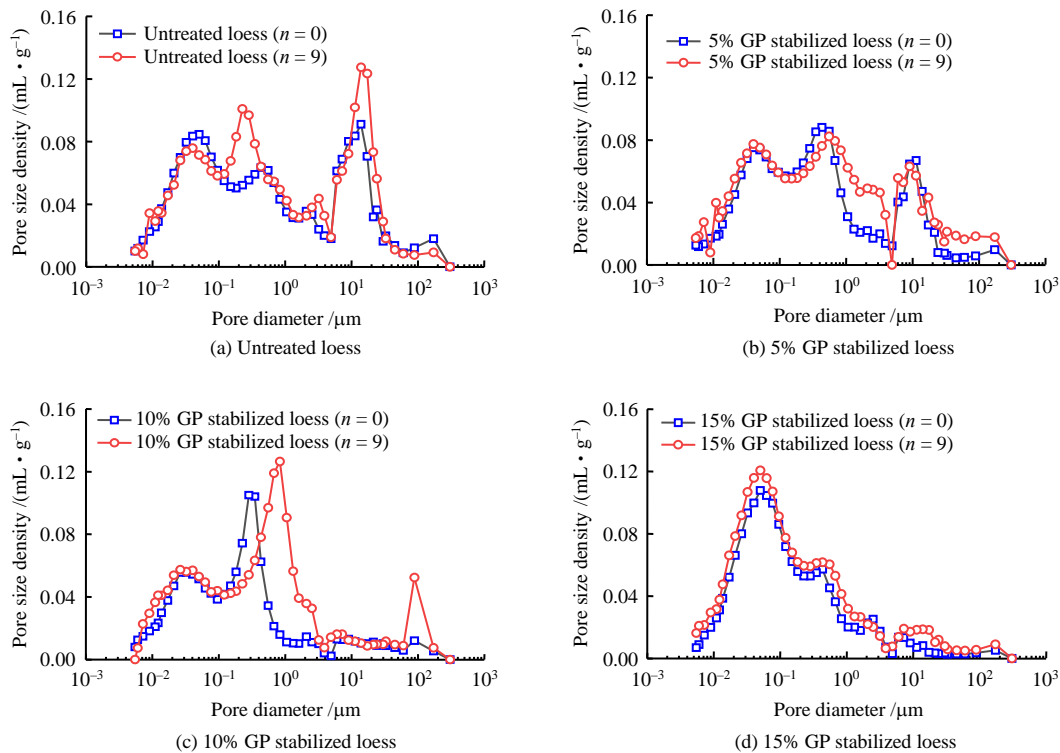 Pore size density /(mL • g⁻¹)
0.16
0.12
0.08
0.04
0.00
Untreated loess (n = 0)
Untreated loess (n = 9)
10⁻³ 10⁻² 10⁻¹ 10⁰ 10¹ 10² 10³
Pore diameter /μm
(a) Untreated loess
Pore size density /(mL • g⁻¹)
0.16
0.12
0.08
0.04
0.00
5% GP stabilized loess (n = 0)
5% GP stabilized loess (n = 9)
10⁻³ 10⁻² 10⁻¹ 10⁰ 10¹ 10² 10³
Pore diameter /μm
(b) 5% GP stabilized loess
Pore size density /(mL • g⁻¹)
0.16
0.12
0.08
0.04
0.00
10% GP stabilized loess (n = 0)
10% GP stabilized loess (n = 9)
10⁻³ 10⁻² 10⁻¹ 10⁰ 10¹ 10² 10³
Pore diameter /μm
(c) 10% GP stabilized loess
Pore size density /(mL • g⁻¹)
0.16
0.12
0.08
0.04
0.00
15% GP stabilized loess (n = 0)
15% GP stabilized loess (n = 9)
10⁻³ 10⁻² 10⁻¹ 10⁰ 10¹ 10² 10³
Pore diameter /μm
(d) 15% GP stabilized loess